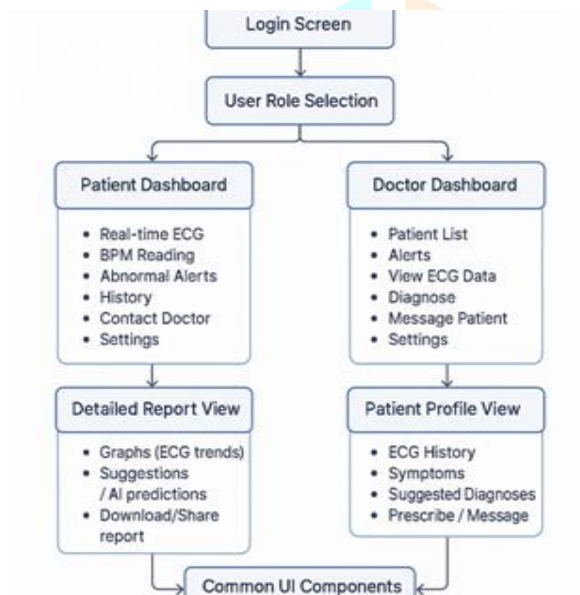 Login Screen
User Role Selection
Patient Dashboard
• Real-time ECG
• BPM Reading
• Abnormal Alerts
• History
• Contact Doctor
• Settings
Doctor Dashboard
• Patient List
• Alerts
• View ECG Data
• Diagnose
• Message Patient
• Settings
Detailed Report View
• Graphs (ECG trends)
• Suggestions
/ AI predictions
• Download/Share
report
Patient Profile View
• ECG History
• Symptoms
• Suggested Diagnoses
• Prescribe / Message
Common UI Components